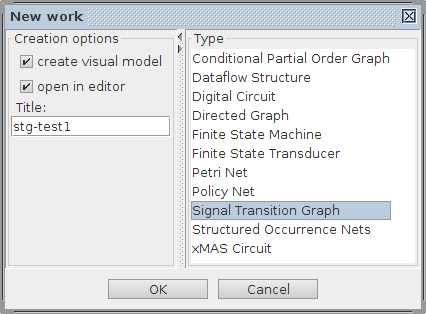 New work
Creation options
create visual model
open in editor
Title:
stg-test1
Type
Conditional Partial Order Graph
Dataflow Structure
Digital Circuit
Directed Graph
Finite State Machine
Finite State Transducer
Petri Net
Policy Net
Signal Transition Graph
Structured Occurrence Nets
xMAS Circuit
OK
Cancel